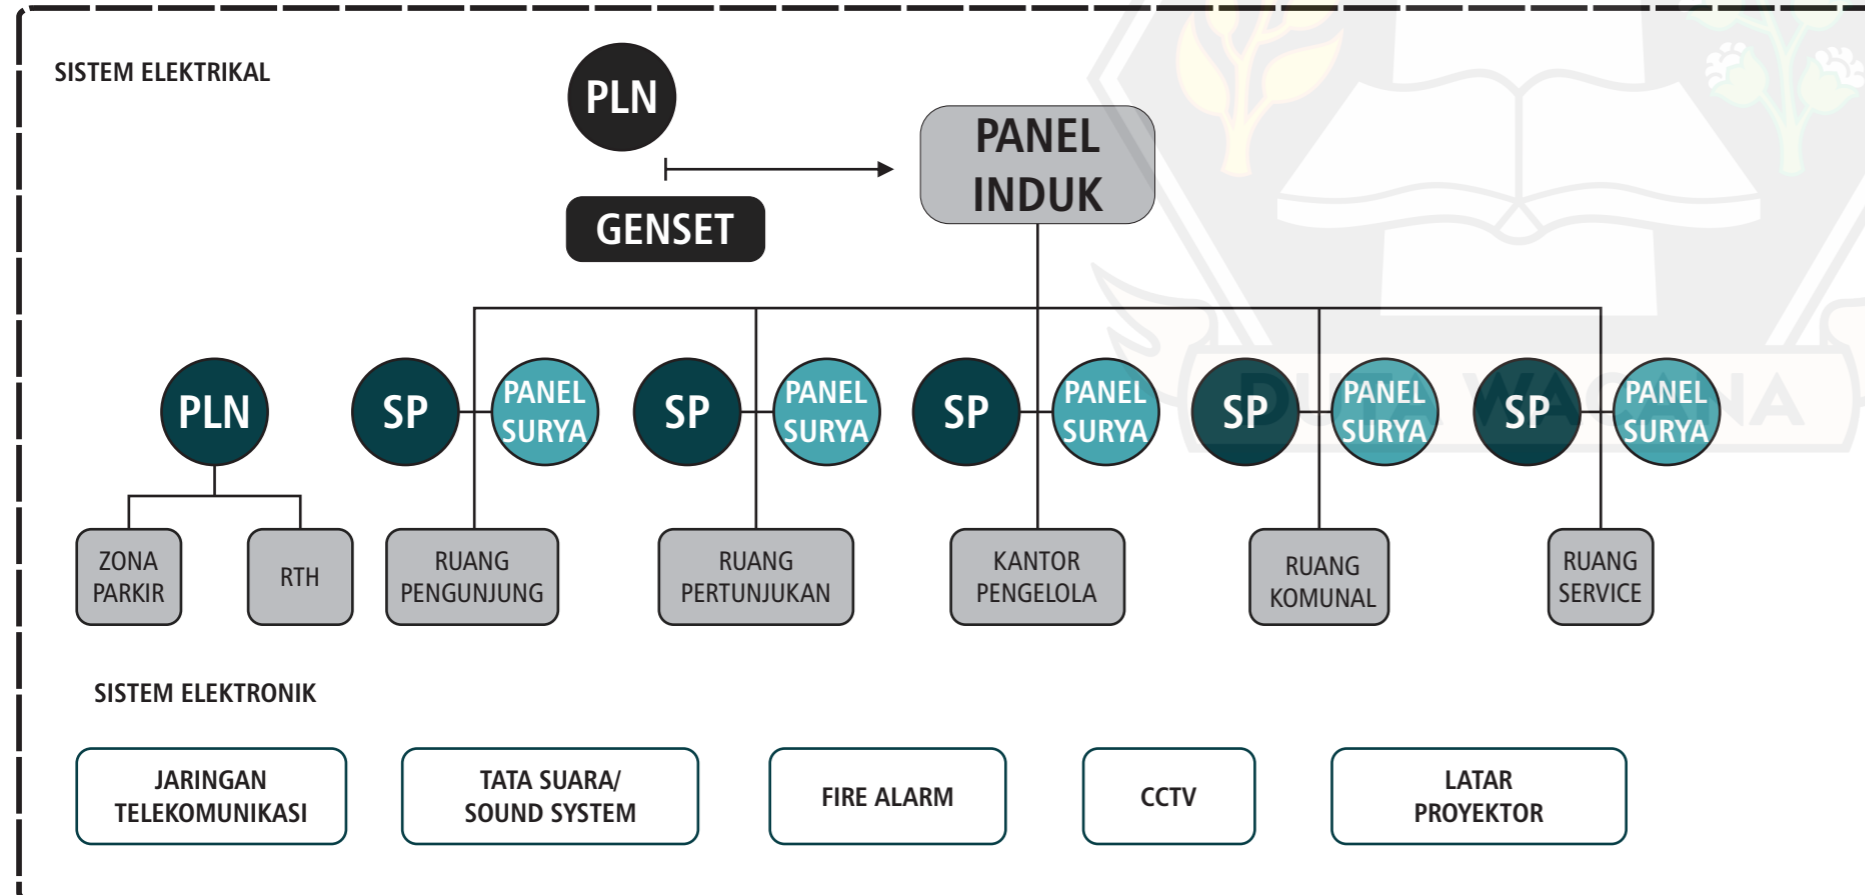 SISTEM ELEKTRIKAL
PLN
GENSET
PANEL
INDUK
PLN
SP
PANEL
SURYA
SP
PANEL
SURYA
SP
PANEL
SURYA
SP
PANEL
SURYA
SP
PANEL
SURYA
DUTA WACANA
ZONA
PARKIR
RTH
RUANG
PENGUNJUNG
RUANG
PERTUNJUKAN
KANTOR
PENGELOLA
RUANG
KOMUNAL
RUANG
SERVICE
SISTEM ELEKTRONIK
JARINGAN
TELEKOMUNIKASI
TATA SUARA/
SOUND SYSTEM
FIRE ALARM
CCTV
LATAR
PROYEKTOR